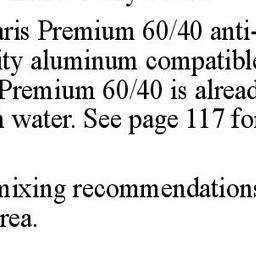 aris Premium 60/40 anti-
ity aluminum compatible
Premium 60/40 is alread
water. See page 117 for
mixing recommendations
rea.